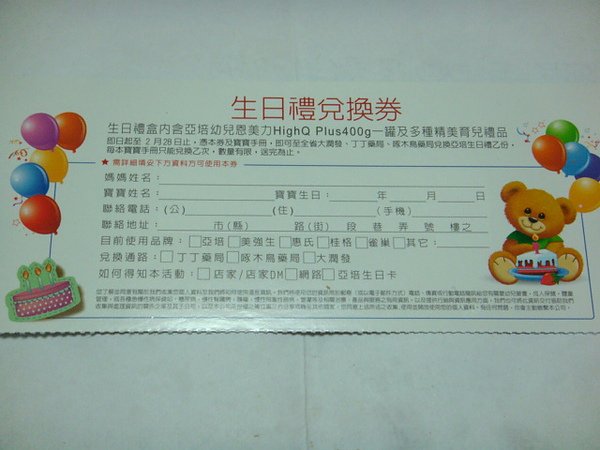 生日禮兌換券
生日禮盒內含亞培幼兒恩美力HighQ Plus400g一罐及多種精美育兒禮品
即日起至 2 月28日止，憑本券及寶寶手冊，即可至全省大潤發、丁丁藥局、啄木鳥藥局兌換亞培生日禮乙份，
每本寶寶手冊只能兌換乙次，數量有限，送完為止。
★ 需詳細填妥下方資料方可使用本券
媽媽姓名：
寶寶姓名： 寶寶生日： 年 月 日
聯絡電話：(公) (住) (手機)
聯絡地址： 市(縣) 路(街) 段 巷 弄 號 樓之
目前使用品牌：□亞培□美強生□惠氏□桂格□雀巢□其它：
兌換通路：□丁丁藥局□啄木鳥藥局□大潤發
如何得知本活動：□店家/店家DM□網路□亞培生日卡